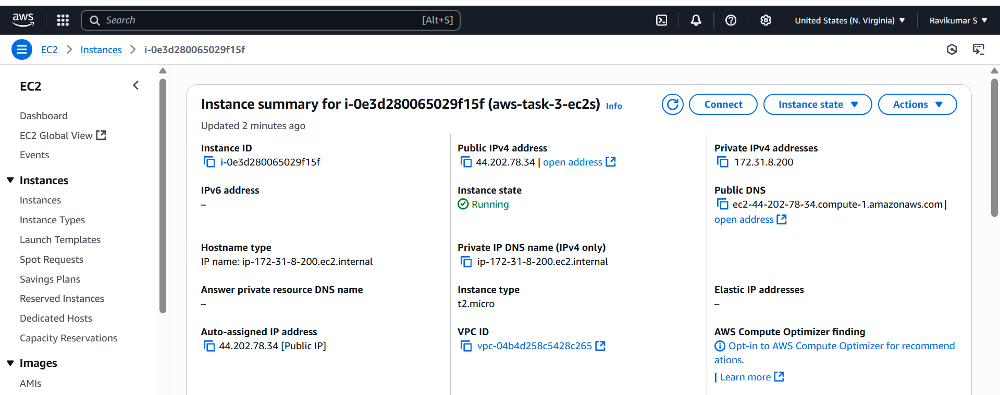 aws
Search [Alt+S]
United States (N. Virginia) Ravikumar S
EC2 Instances i-0e3d280065029f15f
EC2
Dashboard
EC2 Global View
Events
Instances
Instances
Instance Types
Launch Templates
Spot Requests
Savings Plans
Reserved Instances
Dedicated Hosts
Capacity Reservations
Images
AMIs
Instance summary for i-0e3d280065029f15f (aws-task-3-ec2s) Info
Connect
Instance state
Actions
Updated 2 minutes ago
Instance ID
i-0e3d280065029f15f
Public IPv4 address
44.202.78.34 | open address
Private IPv4 addresses
172.31.8.200
IPv6 address
–
Instance state
Running
Public DNS
ec2-44-202-78-34.compute-1.amazonaws.com |
open address
Hostname type
IP name: ip-172-31-8-200.ec2.internal
Private IP DNS name (IPv4 only)
ip-172-31-8-200.ec2.internal
Answer private resource DNS name
–
Instance type
t2.micro
Elastic IP addresses
–
Auto-assigned IP address
44.202.78.34 [Public IP]
VPC ID
vpc-04b4d258c5428c265
AWS Compute Optimizer finding
Opt-in to AWS Compute Optimizer for recommend
ations.
| Learn more